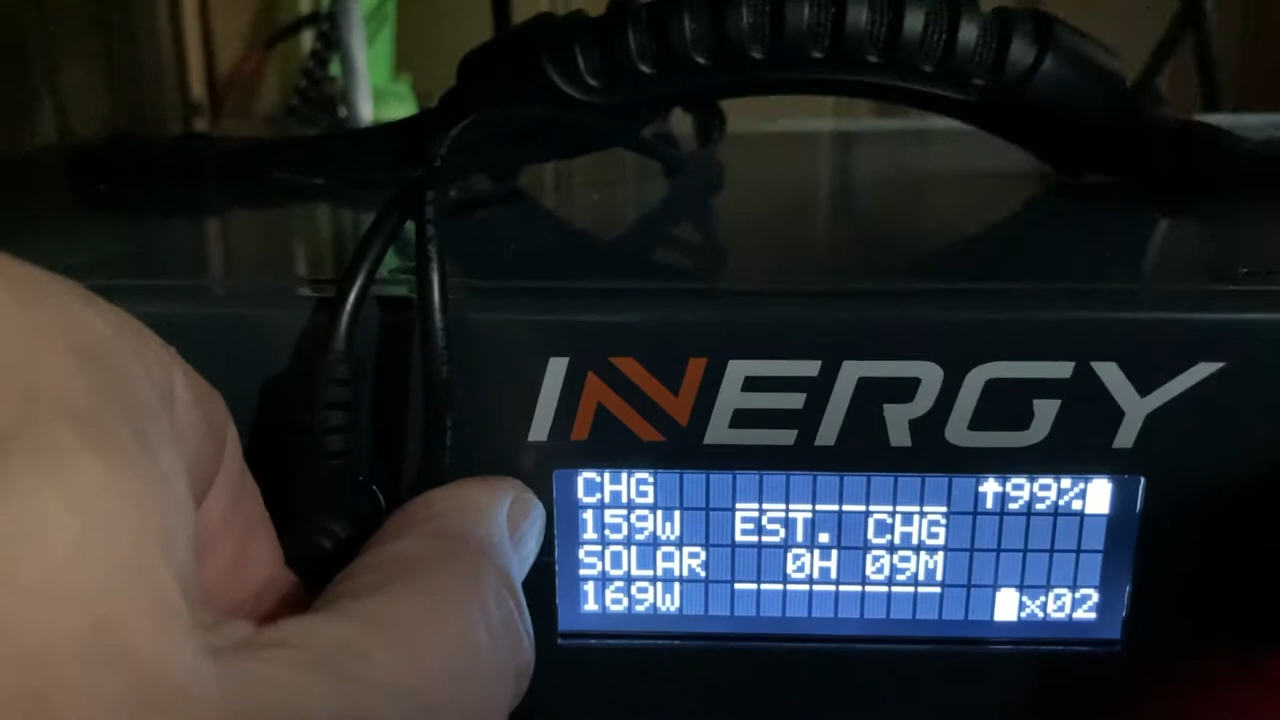 INERGY
CHG ↑99%
159W EST. CHG
SOLAR 0H 09M
169W x02